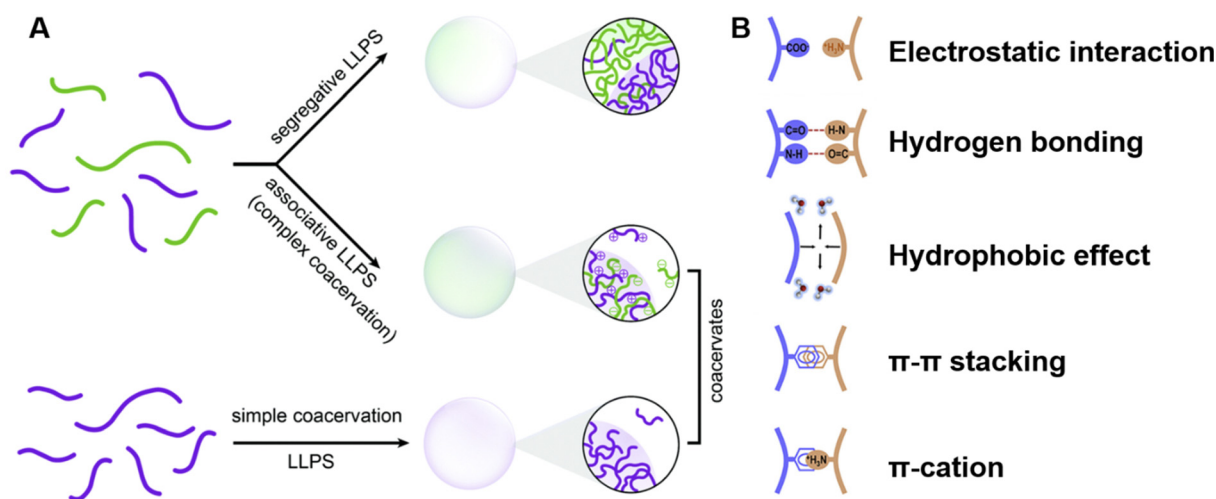 A
segregative LLPS
associative LLPS
(complex coacervation)
simple coacervation
LLPS
coacervates
B
COO⁻
⁺H₃N
Electrostatic interaction
C=O
H-N
N-H
O=C
Hydrogen bonding
Hydrophobic effect
π-π stacking
⁺H₃N
π-cation